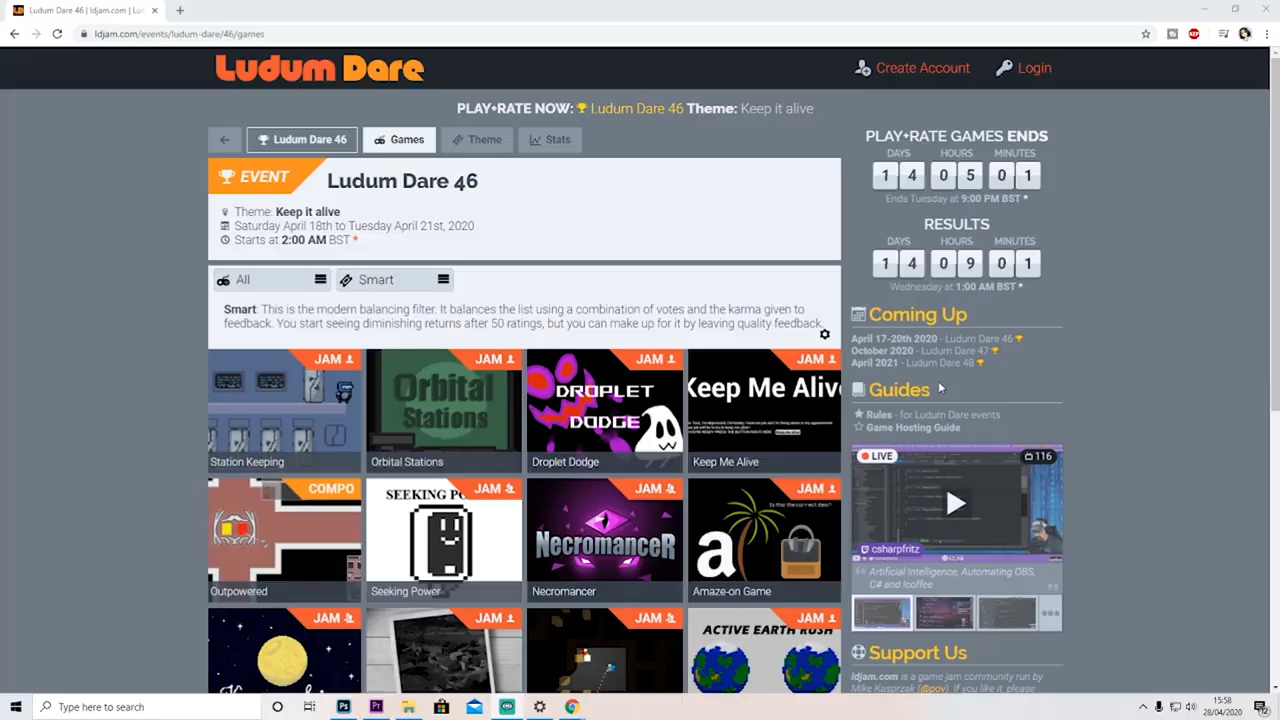 Ludum Dare 46 | ldjam.com | Lu
ldjam.com/events/ludum-dare/46/games
Ludum Dare
Create Account
Login
PLAY+RATE NOW: Ludum Dare 46 Theme: Keep it alive
Ludum Dare 46
Games
Theme
Stats
EVENT
Ludum Dare 46
Theme: Keep it alive
Saturday April 18th to Tuesday April 21st, 2020
Starts at 2:00 AM BST *
All
Smart
Smart: This is the modern balancing filter. It balances the list using a combination of votes and the karma given to
feedback. You start seeing diminishing returns after 50 ratings, but you can make up for it by leaving quality feedback.
JAM
Station Keeping
JAM
Orbital
Stations
Orbital Stations
JAM
DROPLET
DODGE
Droplet Dodge
JAM
Keep Me Alive
Keep Me Alive
COMPO
Outpowered
JAM
SEEKING PO
Seeking Power
JAM
NECROMANCER
Necromancer
JAM
Is this the correct item?
a
Amaze-on Game
JAM
JAM
JAM
JAM
ACTIVE EARTH RUSH
PLAY+RATE GAMES ENDS
DAYS HOURS MINUTES
1 4 0 5 0 1
Ends Tuesday at 9:00 PM BST *
RESULTS
DAYS HOURS MINUTES
1 4 0 9 0 1
Wednesday at 1:00 AM BST *
Coming Up
April 17-20th 2020 - Ludum Dare 46
October 2020 - Ludum Dare 47
April 2021 - Ludum Dare 48
Guides
Rules - for Ludum Dare events
Game Hosting Guide
LIVE
116
csharpfritz
Artificial Intelligence, Automating OBS,
C# and !coffee
Support Us
ldjam.com is a game jam community run by
Mike Kasprzak (@pov). If you like it, please
Type here to search
15:58
28/04/2020